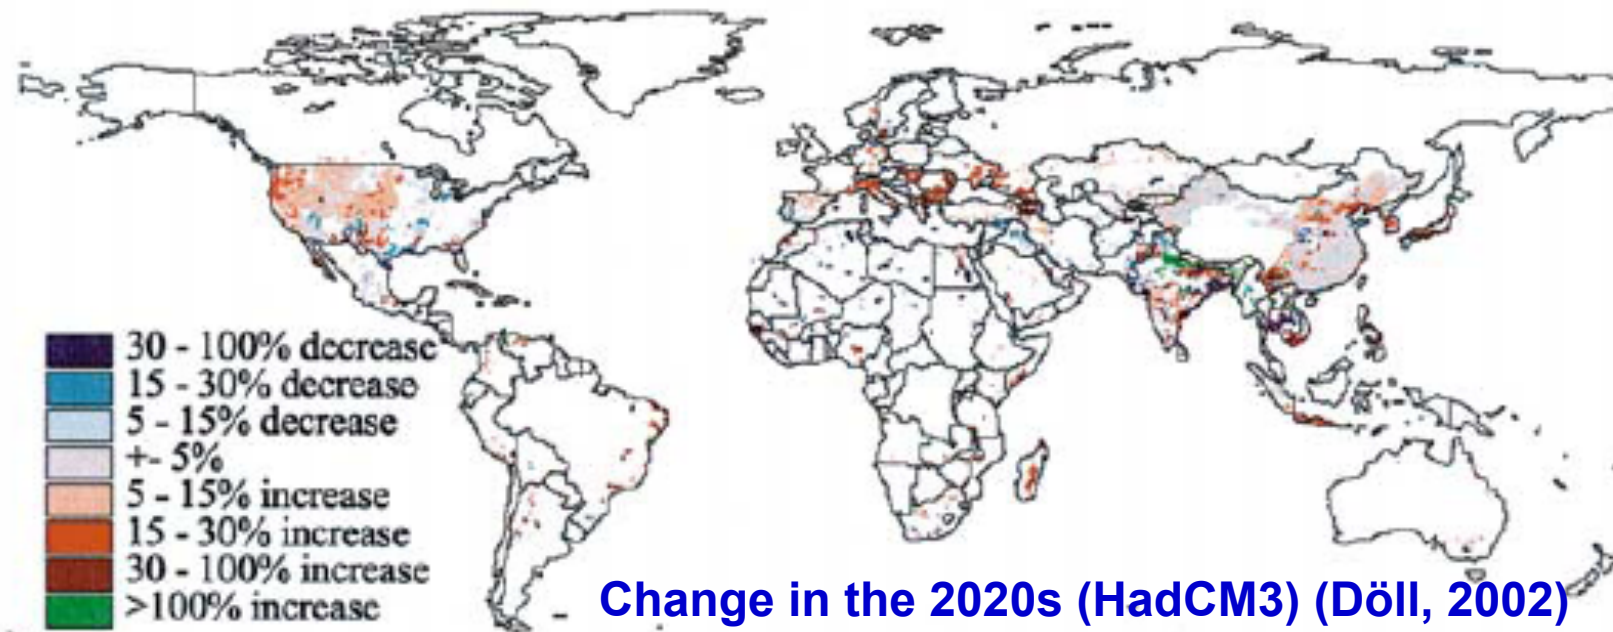 30 - 100% decrease
15 - 30% decrease
5 - 15% decrease
+- 5%
5 - 15% increase
15 - 30% increase
30 - 100% increase
>100% increase
Change in the 2020s (HadCM3) (Döll, 2002)